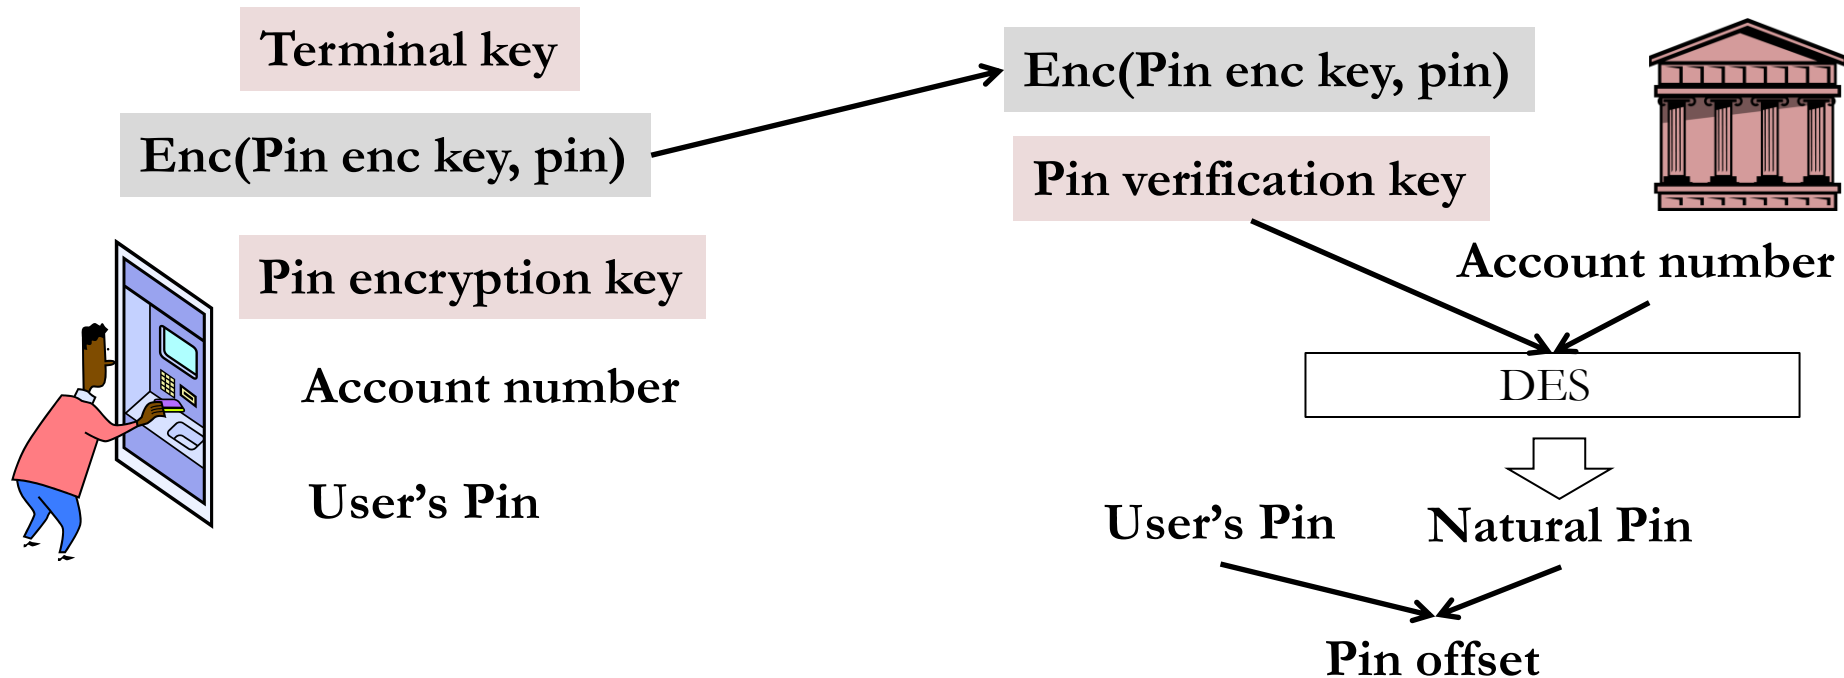 Terminal key
Enc(Pin enc key, pin)
Pin encryption key
Account number
User’s Pin
Enc(Pin enc key, pin)
Pin verification key
Account number
DES
User’s Pin
Natural Pin
Pin offset